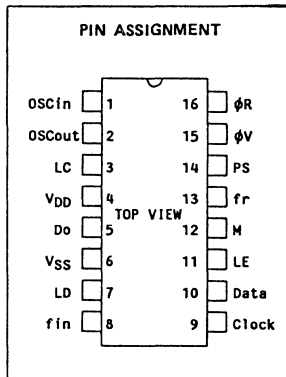 PIN ASSIGNMENT
OSCin 1 16 ϕR
OSCout 2 15 ϕV
LC 3 14 PS
VDD 4 13 fr
TOP VIEW
Do 5 12 M
VSS 6 11 LE
LD 7 10 Data
fin 8 9 Clock